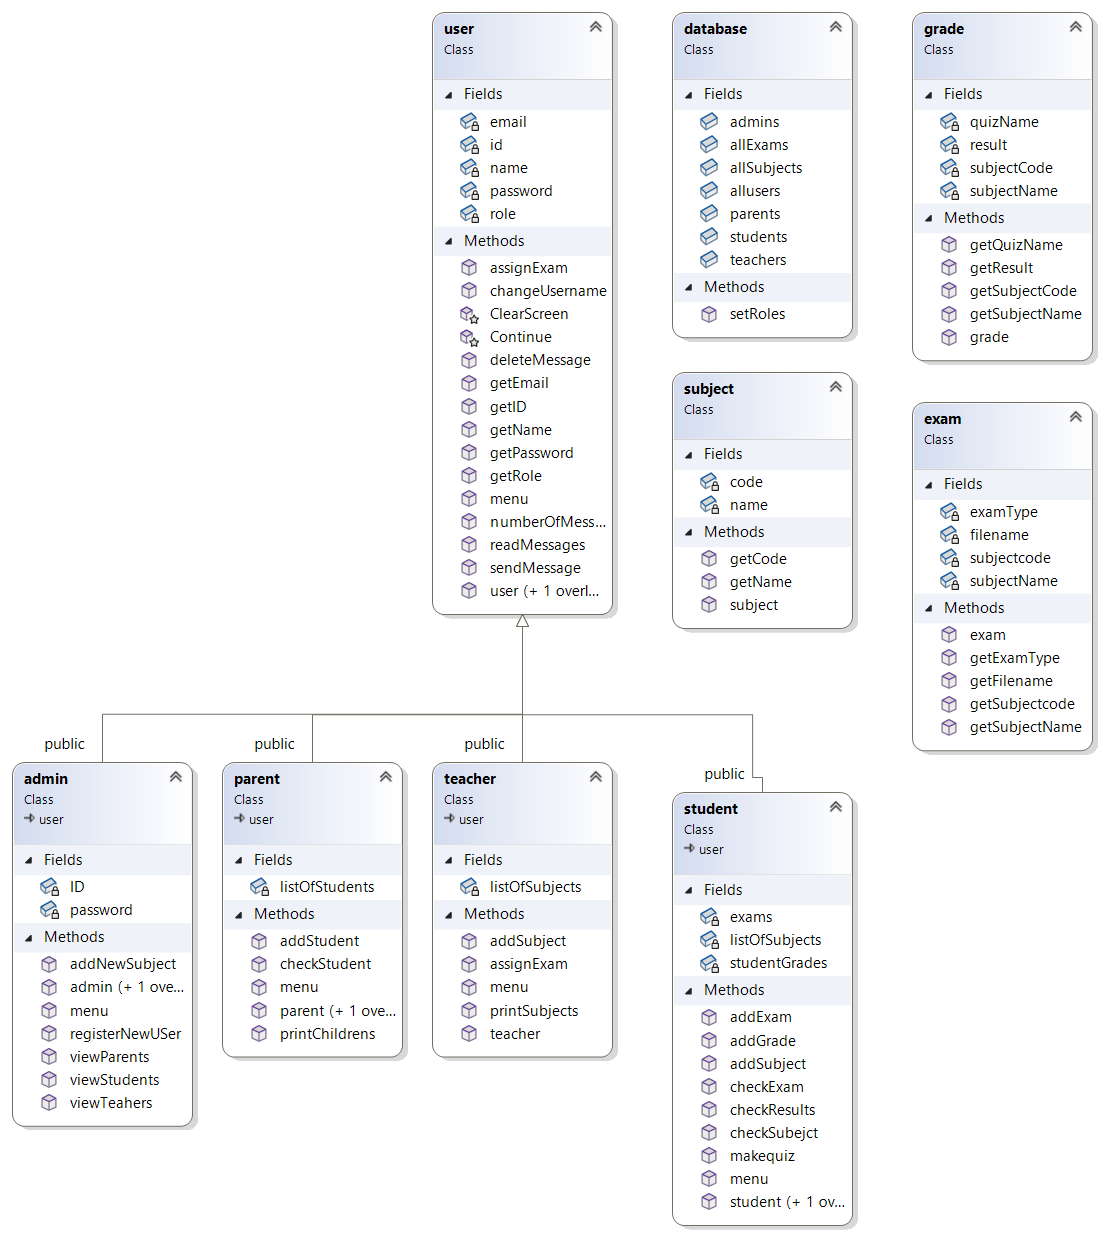 user
Class
Fields
email
id
name
password
role
Methods
assignExam
changeUsername
ClearScreen
Continue
deleteMessage
getEmail
getID
getName
getPassword
getRole
menu
numberOfMess...
readMessages
sendMessage
user (+ 1 overl...
database
Class
Fields
admins
allExams
allSubjects
allusers
parents
students
teachers
Methods
setRoles
grade
Class
Fields
quizName
result
subjectCode
subjectName
Methods
getQuizName
getResult
getSubjectCode
getSubjectName
grade
subject
Class
Fields
code
name
Methods
getCode
getName
subject
exam
Class
Fields
examType
filename
subjectcode
subjectName
Methods
exam
getExamType
getFilename
getSubjectcode
getSubjectName
public
admin
Class
user
Fields
ID
password
Methods
addNewSubject
admin (+ 1 ove...
menu
registerNewUSer
viewParents
viewStudents
viewTeahers
public
parent
Class
user
Fields
listOfStudents
Methods
addStudent
checkStudent
menu
parent (+ 1 ove...
printChildrens
public
teacher
Class
user
Fields
listOfSubjects
Methods
addSubject
assignExam
menu
printSubjects
teacher
public
student
Class
user
Fields
exams
listOfSubjects
studentGrades
Methods
addExam
addGrade
addSubject
checkExam
checkResults
checkSubejct
makequiz
menu
student (+ 1 ov...